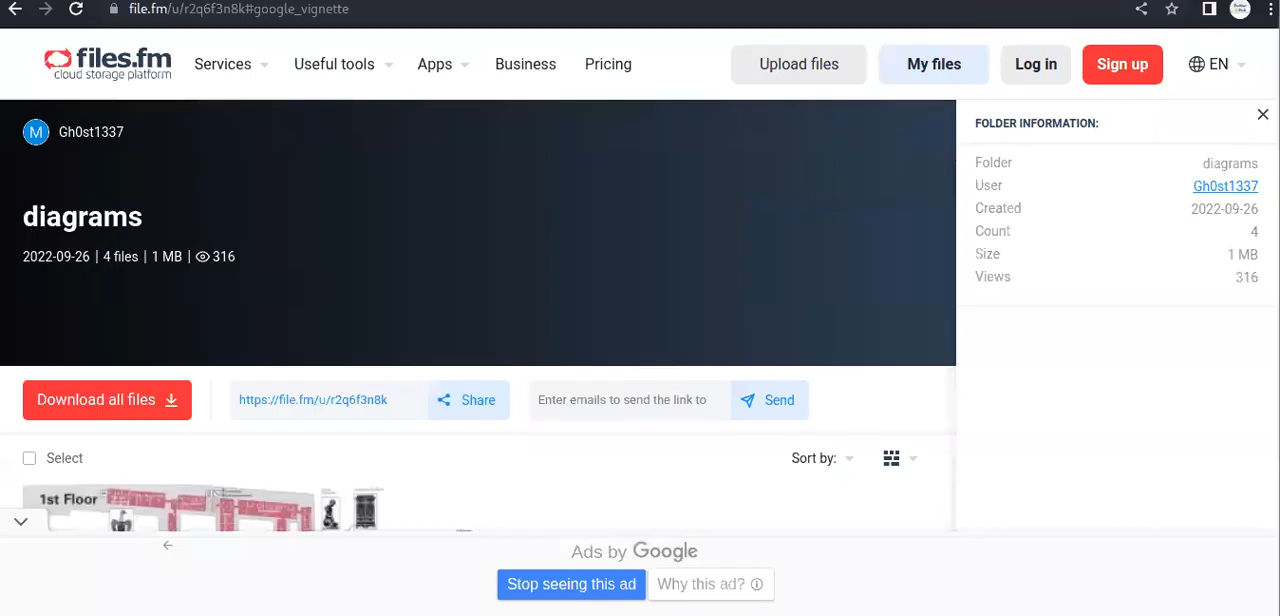 file.fm/u/r2q6f3n8k#google_vignette
files.fm
cloud storage platform
Services
Useful tools
Apps
Business
Pricing
Upload files
My files
Log in
Sign up
EN
M
Gh0st1337
diagrams
2022-09-26 | 4 files | 1 MB | 316
FOLDER INFORMATION:
Folder diagrams
User Gh0st1337
Created 2022-09-26
Count 4
Size 1 MB
Views 316
Download all files
https://file.fm/u/r2q6f3n8k
Share
Enter emails to send the link to
Send
Select
Sort by:
1st Floor
Ads by Google
Stop seeing this ad
Why this ad?